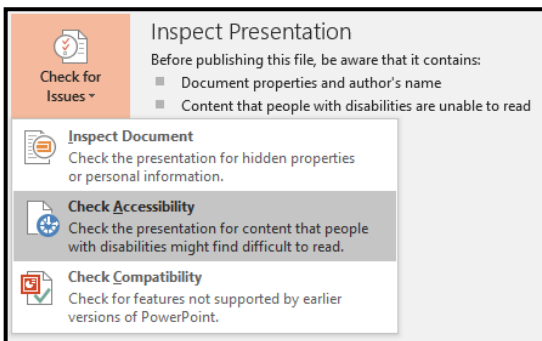 Inspect Presentation
Before publishing this file, be aware that it contains:
Document properties and author's name
Content that people with disabilities are unable to read
Check for
Issues
Inspect Document
Check the presentation for hidden properties
or personal information.
Check Accessibility
Check the presentation for content that people
with disabilities might find difficult to read.
Check Compatibility
Check for features not supported by earlier
versions of PowerPoint.